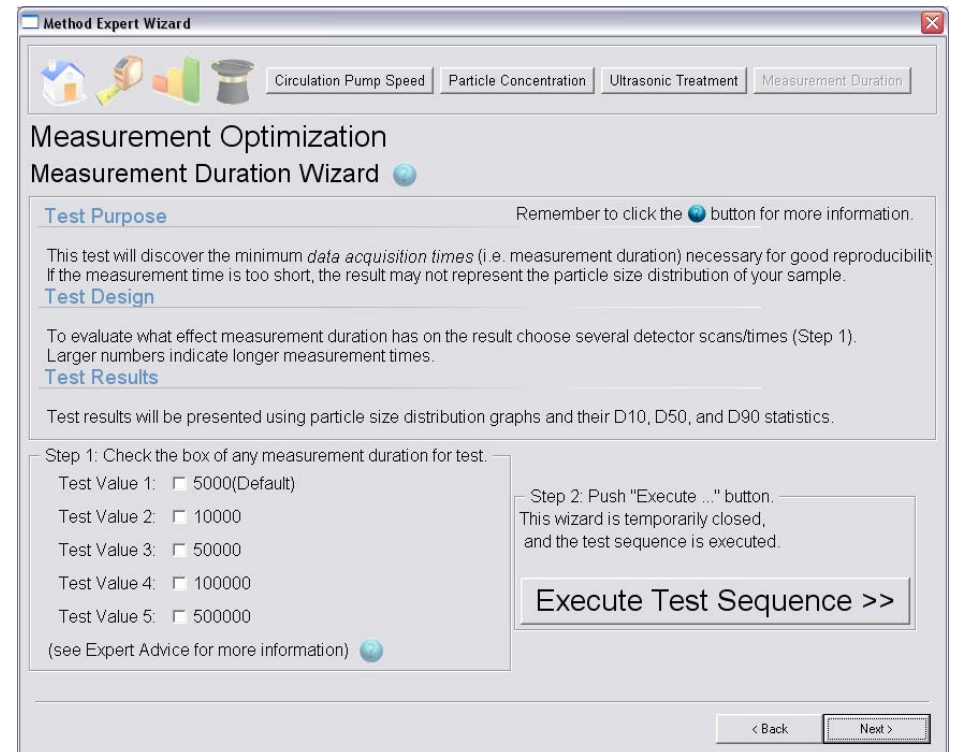 Method Expert Wizard
Circulation Pump Speed
Particle Concentration
Ultrasonic Treatment
Measurement Duration
Measurement Optimization
Measurement Duration Wizard ?
Test Purpose
Remember to click the ? button for more information.
This test will discover the minimum data acquisition times (i.e. measurement duration) necessary for good reproducibilit
If the measurement time is too short, the result may not represent the particle size distribution of your sample.
Test Design
To evaluate what effect measurement duration has on the result choose several detector scans/times (Step 1).
Larger numbers indicate longer measurement times.
Test Results
Test results will be presented using particle size distribution graphs and their D10, D50, and D90 statistics.
Step 1: Check the box of any measurement duration for test.
Test Value 1: 5000(Default)
Test Value 2: 10000
Test Value 3: 50000
Test Value 4: 100000
Test Value 5: 500000
(see Expert Advice for more information) ?
Step 2: Push "Execute ..." button.
This wizard is temporarily closed,
and the test sequence is executed.
Execute Test Sequence >>
< Back
Next >